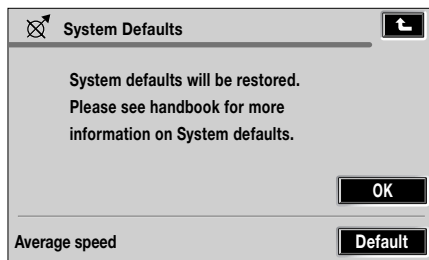 System Defaults
System defaults will be restored.
Please see handbook for more
information on System defaults.
OK
Average speed
Default